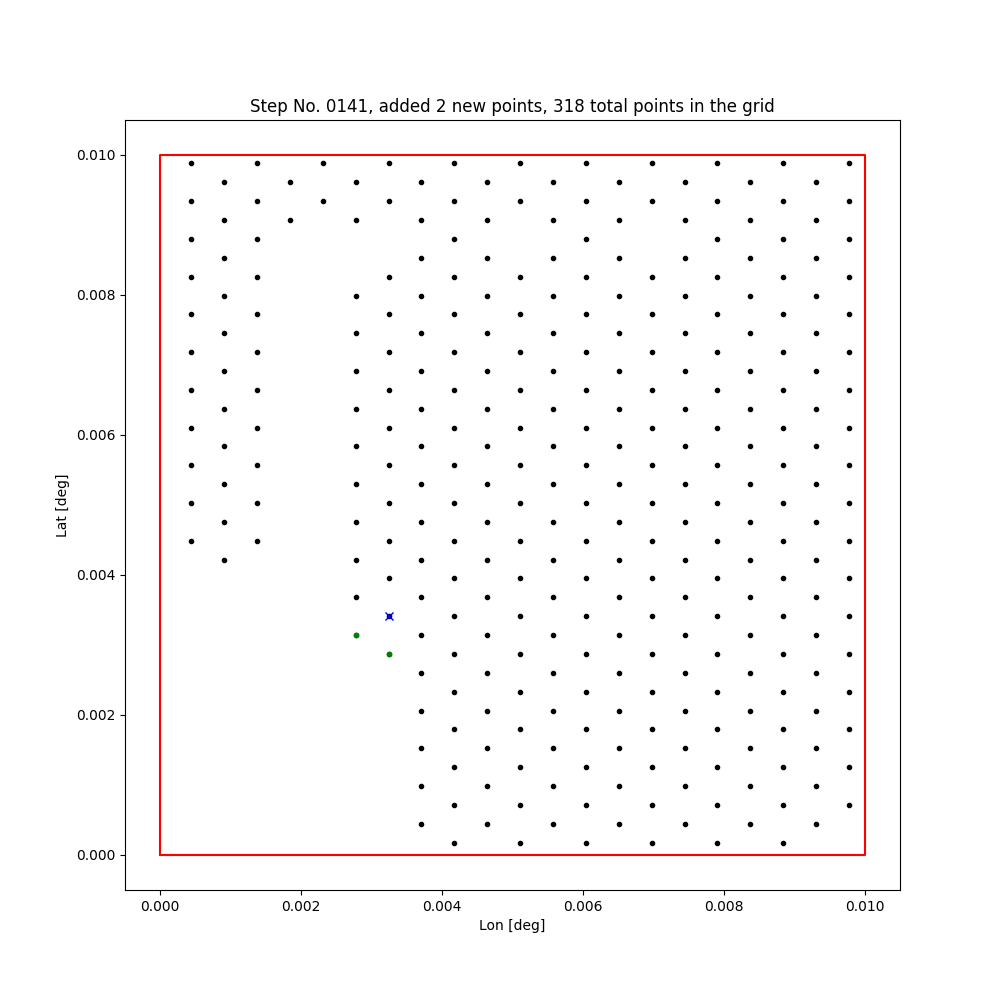 Step No. 0141, added 2 new points, 318 total points in the grid
0.010
0.008
0.006
0.004
0.002
0.000
Lat [deg]
0.000 0.002 0.004 0.006 0.008 0.010
Lon [deg]